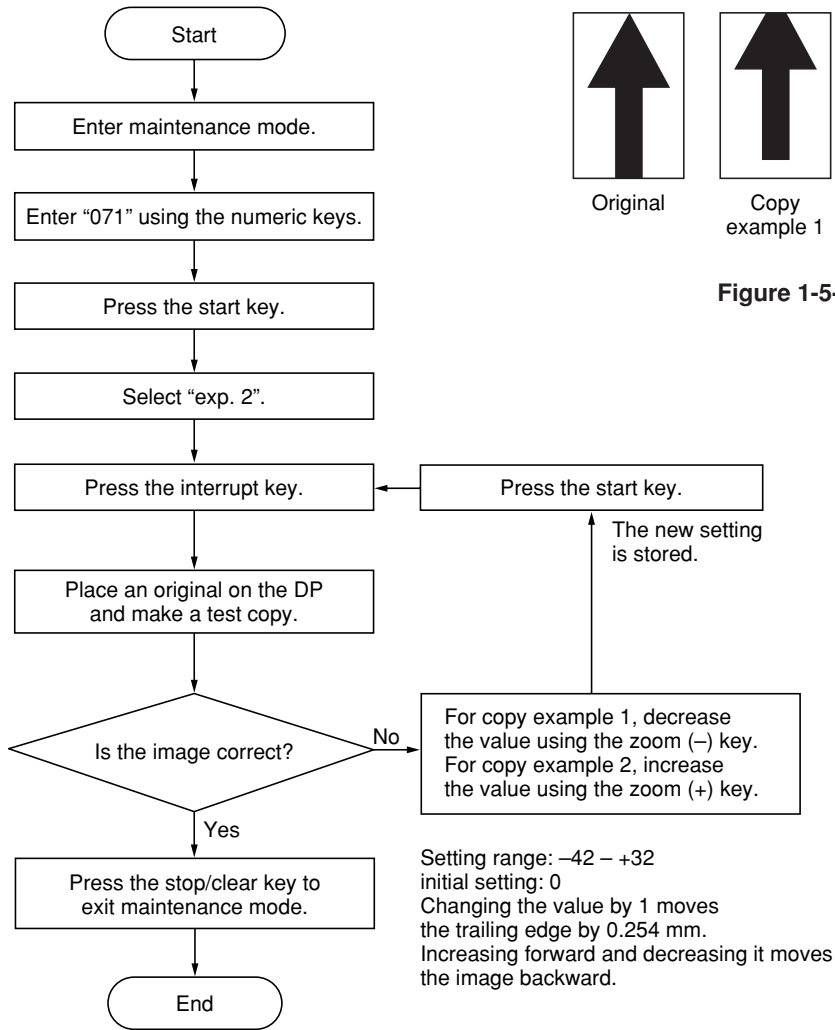 Start
Enter maintenance mode.
Enter “071” using the numeric keys.
Press the start key.
Select “exp. 2”.
Press the interrupt key.
Place an original on the DP
and make a test copy.
Is the image correct?
Yes
Press the stop/clear key to
exit maintenance mode.
End
No
For copy example 1, decrease
the value using the zoom (–) key.
For copy example 2, increase
the value using the zoom (+) key.
The new setting
is stored.
Press the start key.
Setting range: –42 – +32
initial setting: 0
Changing the value by 1 moves
the trailing edge by 0.254 mm.
Increasing forward and decreasing it moves
the image backward.
Original
Copy
example 1
Figure 1-5-